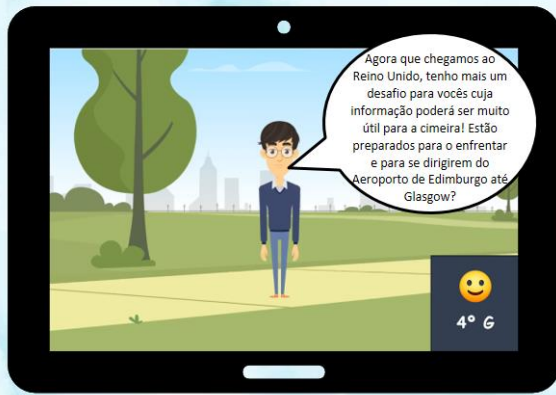 Agora que chegamos ao
Reino Unido, tenho mais um
desafio para vocês cuja
informação poderá ser muito
útil para a cimeira! Estão
preparados para o enfrentar
e para se dirigirem do
Aeroporto de Edimburgo até
Glasgow?
4° G